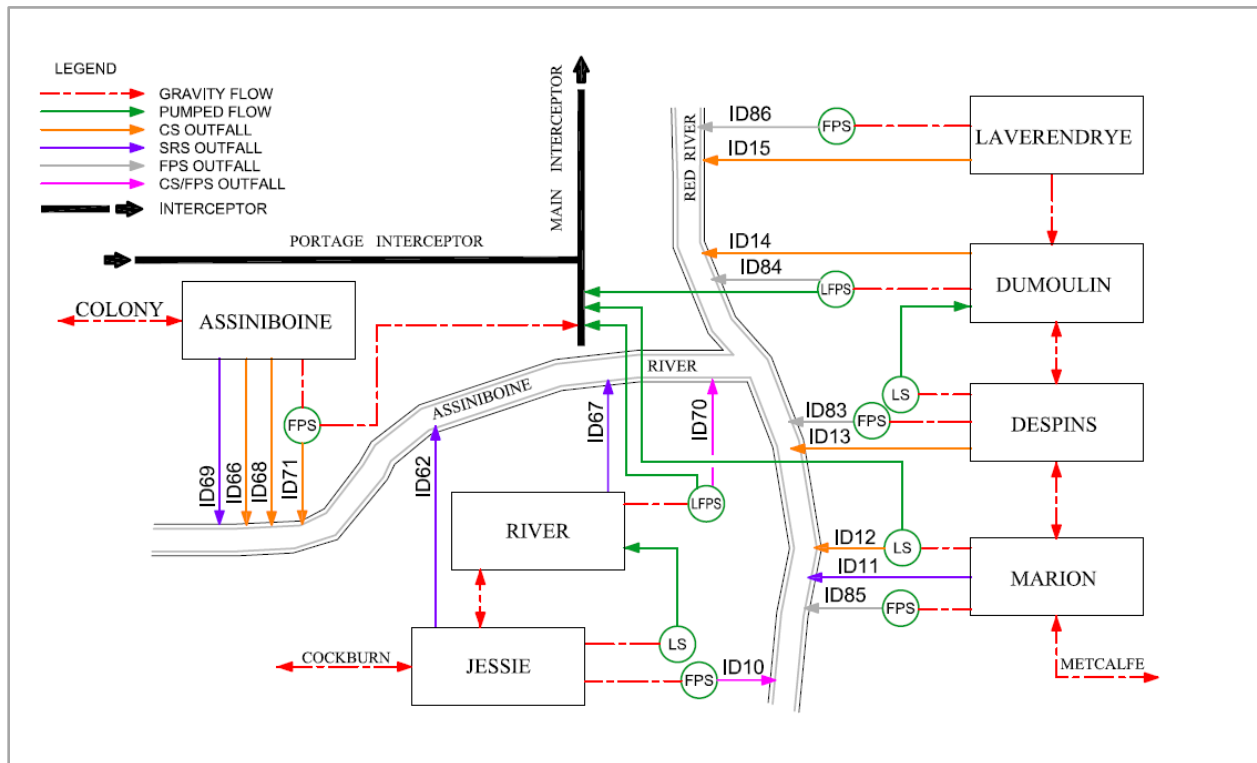 LEGEND
GRAVITY FLOW
PUMPED FLOW
CS OUTFALL
SRS OUTFALL
FPS OUTFALL
CS/FPS OUTFALL
INTERCEPTOR
MAIN INTERCEPTOR
PORTAGE INTERCEPTOR
RED RIVER
ID86
FPS
LAVERENDRYE
ID15
ID14
ID84
LFPS
DUMOULIN
COLONY
ASSINIBOINE
FPS
ID69
ID66
ID68
ID71
ASSINIBOINE
RIVER
ID62
ID67
ID70
LS
ID83
FPS
DESPINS
ID13
RIVER
LFPS
ID12
LS
ID11
MARION
ID85
FPS
COCKBURN
JESSIE
LS
FPS
ID10
METCALFE